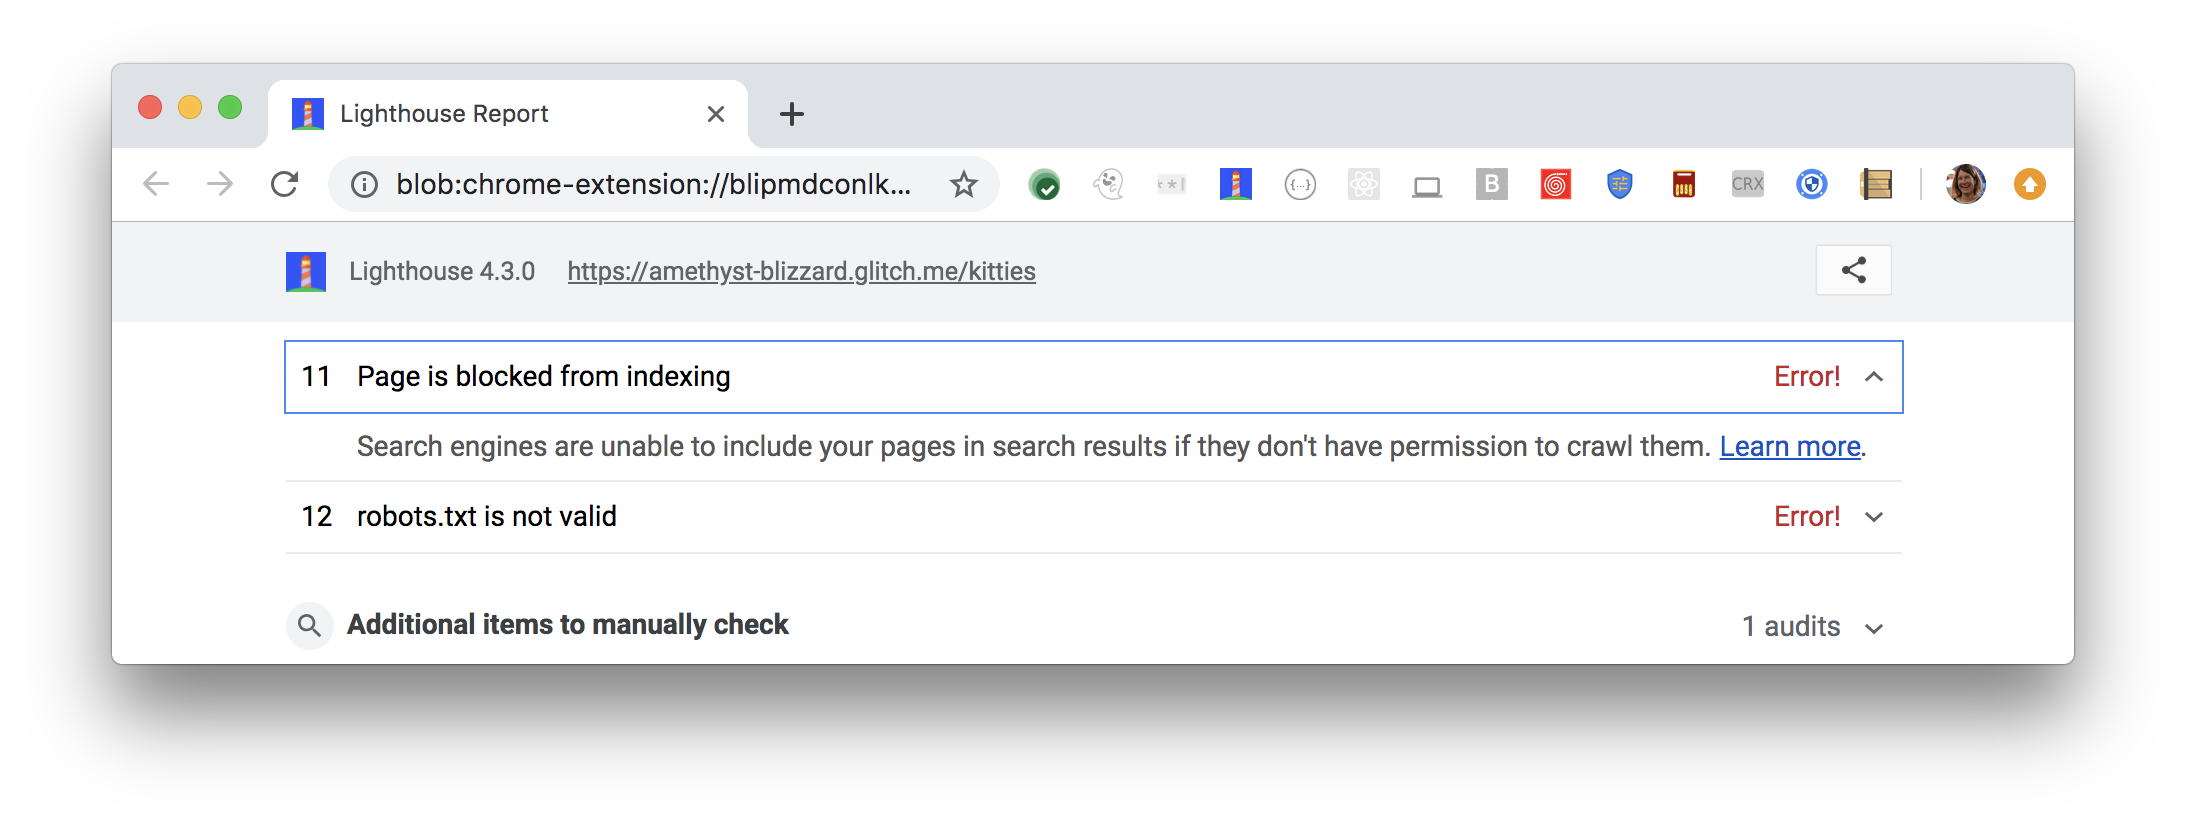 Lighthouse Report
blob:chrome-extension://blipmdconlk...
{...}
B
CRX
Lighthouse 4.3.0 https://amethyst-blizzard.glitch.me/kitties
11 Page is blocked from indexing Error!
Search engines are unable to include your pages in search results if they don't have permission to crawl them. Learn more.
12 robots.txt is not valid Error!
Additional items to manually check 1 audits